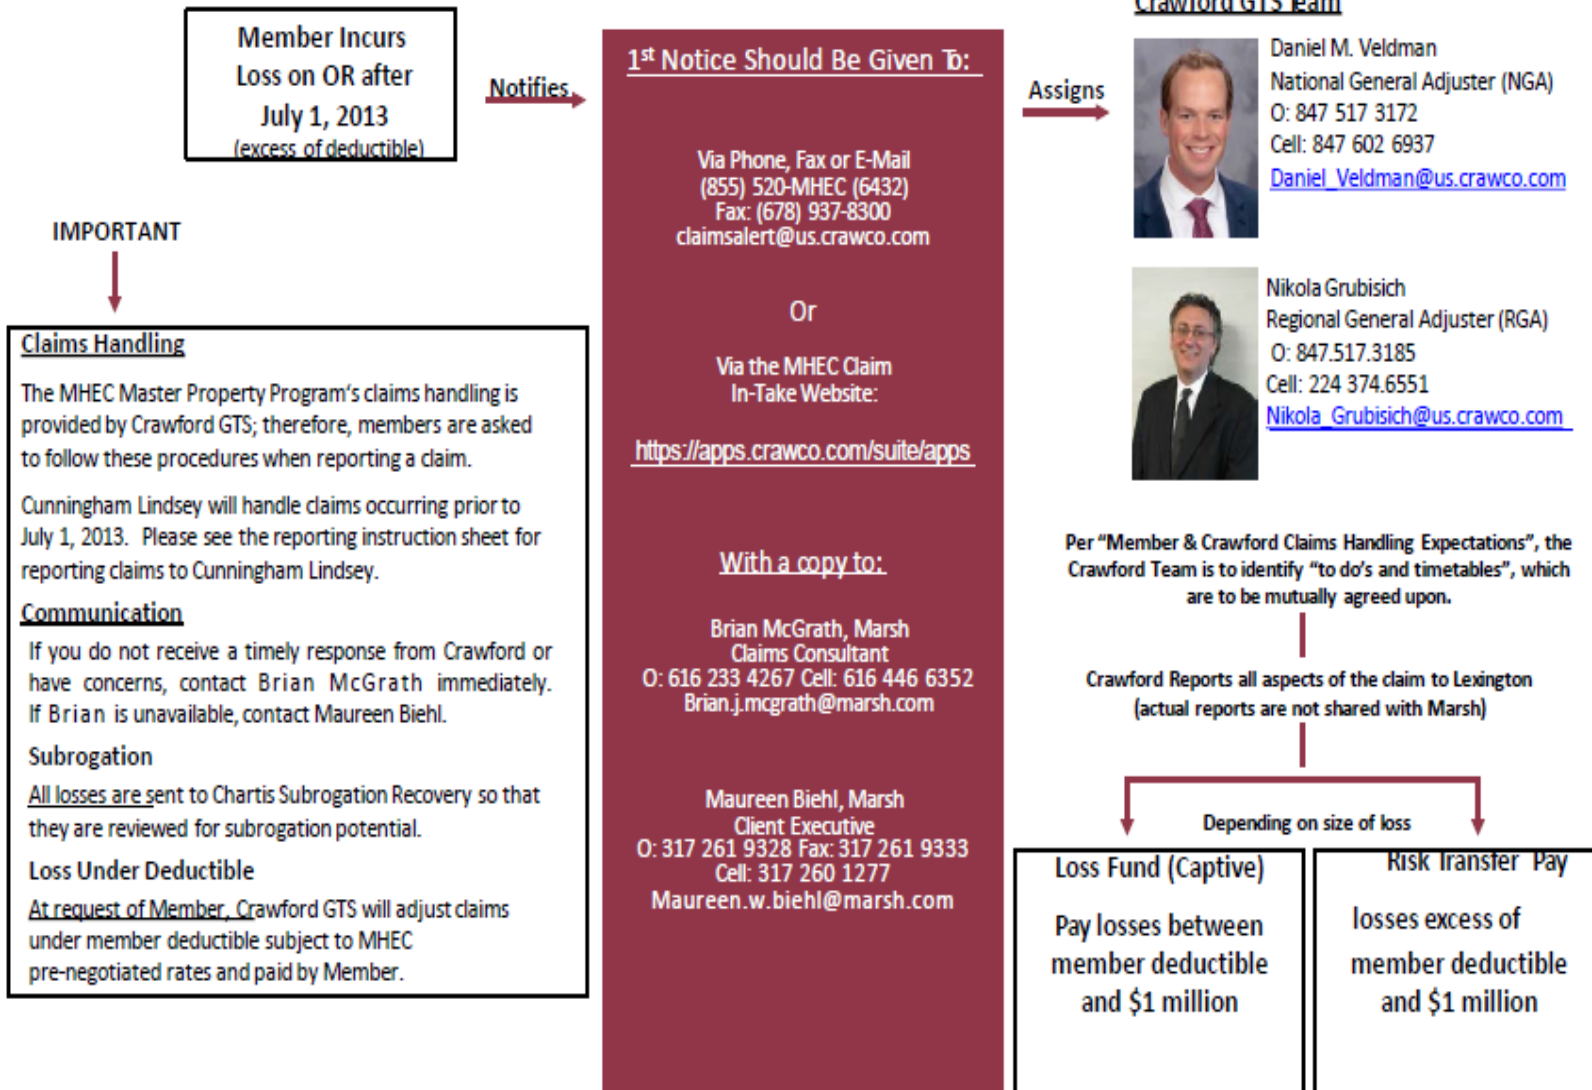 Member Incurs
Loss on OR after
July 1, 2013
(excess of deductible)
Notifies
IMPORTANT
Claims Handling
The MHEC Master Property Program's claims handling is
provided by Crawford GTS; therefore, members are asked
to follow these procedures when reporting a claim.
Cunningham Lindsey will handle claims occurring prior to
July 1, 2013. Please see the reporting instruction sheet for
reporting claims to Cunningham Lindsey.
Communication
If you do not receive a timely response from Crawford or
have concerns, contact Brian McGrath immediately.
If Brian is unavailable, contact Maureen Biehl.
Subrogation
All losses are sent to Chartis Subrogation Recovery so that
they are reviewed for subrogation potential.
Loss Under Deductible
At request of Member, Crawford GTS will adjust claims
under member deductible subject to MHEC
pre-negotiated rates and paid by Member.
1st Notice Should Be Given To:
Via Phone, Fax or E-Mail
(855) 520-MHEC (6432)
Fax: (678) 937-8300
claimsalert@us.crawco.com
Or
Via the MHEC Claim
In-Take Website:
https://apps.crawco.com/suite/apps
With a copy to:
Brian McGrath, Marsh
Claims Consultant
O: 616 233 4267 Cell: 616 446 6352
Brian.j.mcgrath@marsh.com
Maureen Biehl, Marsh
Client Executive
O: 317 261 9328 Fax: 317 261 9333
Cell: 317 260 1277
Maureen.w.biehl@marsh.com
Assigns
Crawford GTS Team
Daniel M. Veldman
National General Adjuster (NGA)
O: 847 517 3172
Cell: 847 602 6937
Daniel_Veldman@us.crawco.com
Nikola Grubisich
Regional General Adjuster (RGA)
O: 847.517.3185
Cell: 224 374.6551
Nikola_Grubisich@us.crawco.com
Per "Member & Crawford Claims Handling Expectations", the
Crawford Team is to identify "to do's and timetables", which
are to be mutually agreed upon.
Crawford Reports all aspects of the claim to Lexington
(actual reports are not shared with Marsh)
Depending on size of loss
Loss Fund (Captive)
Pay losses between
member deductible
and $1 million
Risk Transfer Pay
losses excess of
member deductible
and $1 million